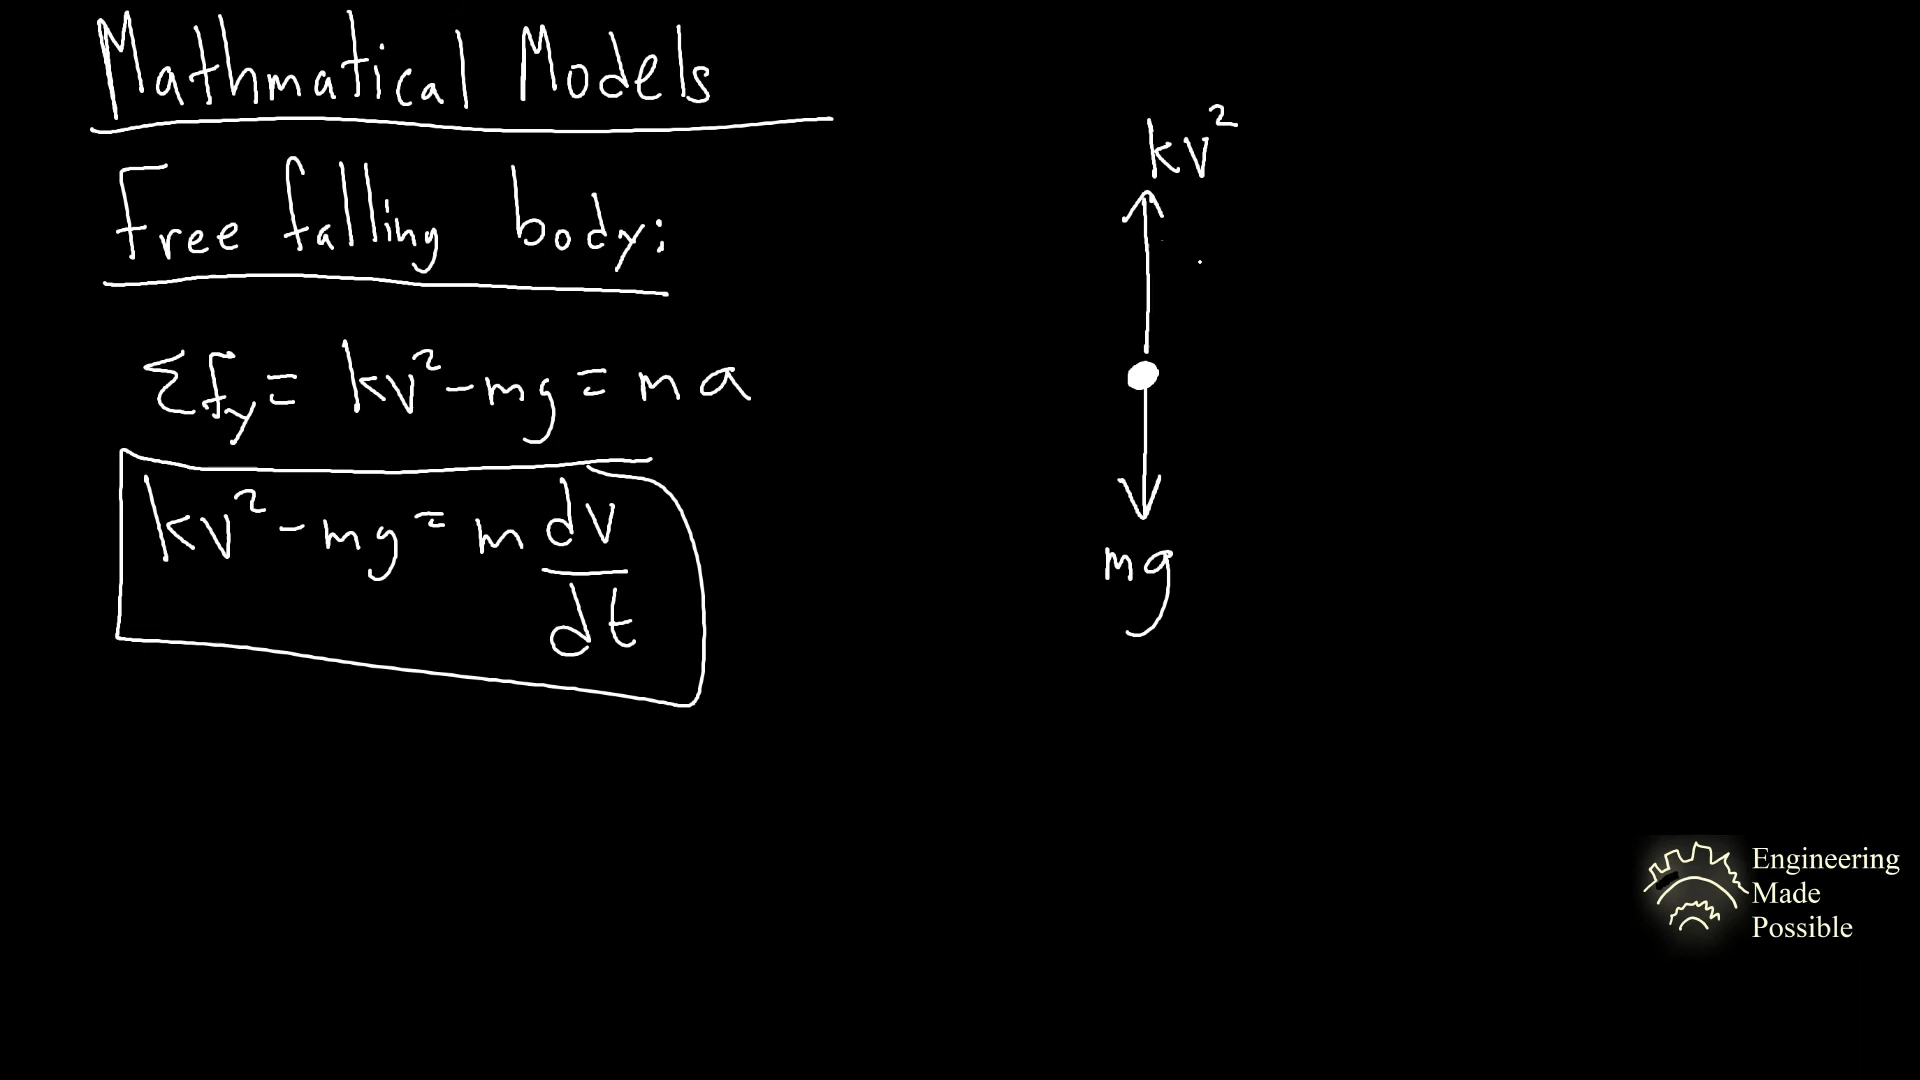 Mathmatical Models
Free falling body:
Σfy = kv² - mg = ma
kv² - mg = m dv/dt
kv²
mg
Engineering
Made
Possible